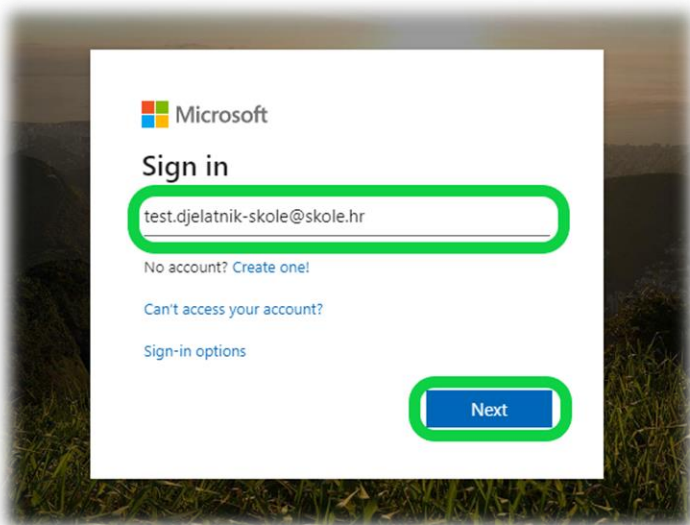 Microsoft
Sign in
test.djelatnik-skole@skole.hr
No account? Create one!
Can't access your account?
Sign-in options
Next